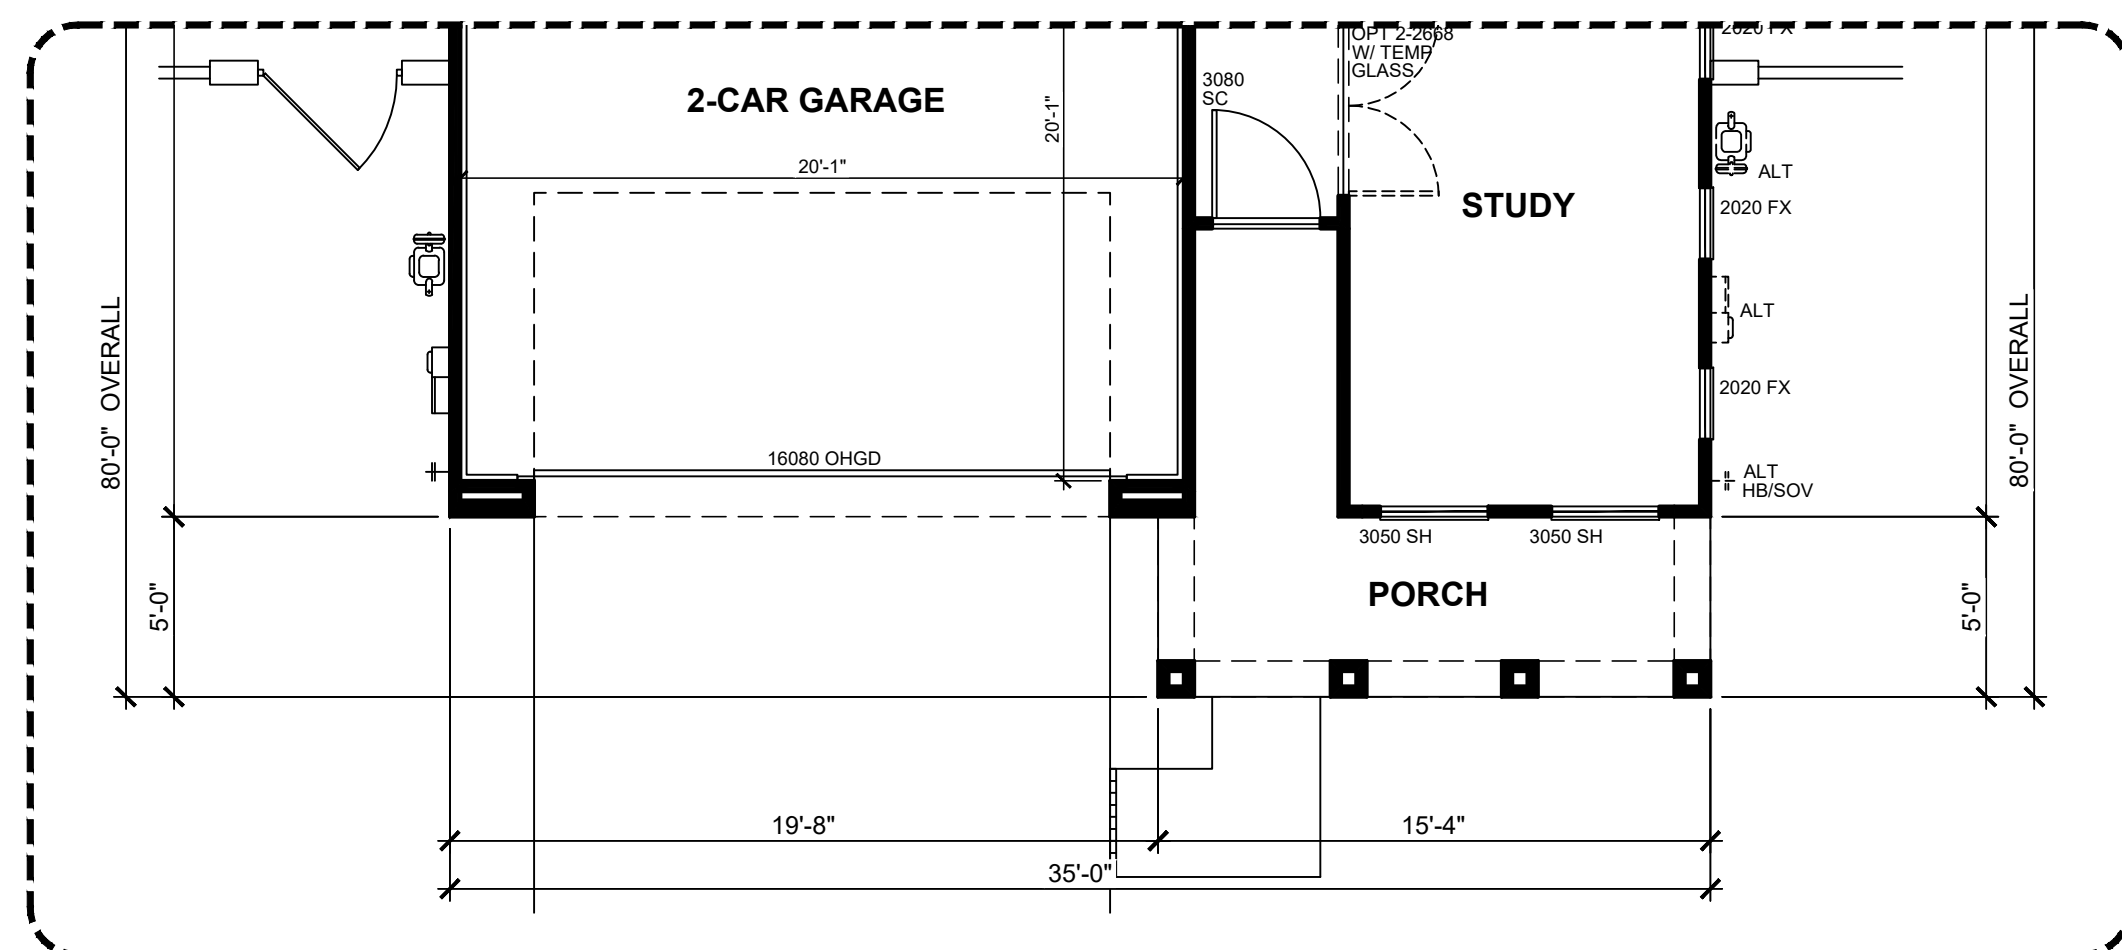 2020 FX
OPT 2-2668
W/ TEMP
GLASS
3080
SC
2-CAR GARAGE
20'-1"
20'-1"
ALT
STUDY
2020 FX
ALT
80'-0" OVERALL
80'-0" OVERALL
2020 FX
16080 OHGD
ALT
HB/SOV
3050 SH
3050 SH
PORCH
5'-0"
5'-0"
19'-8"
15'-4"
35'-0"